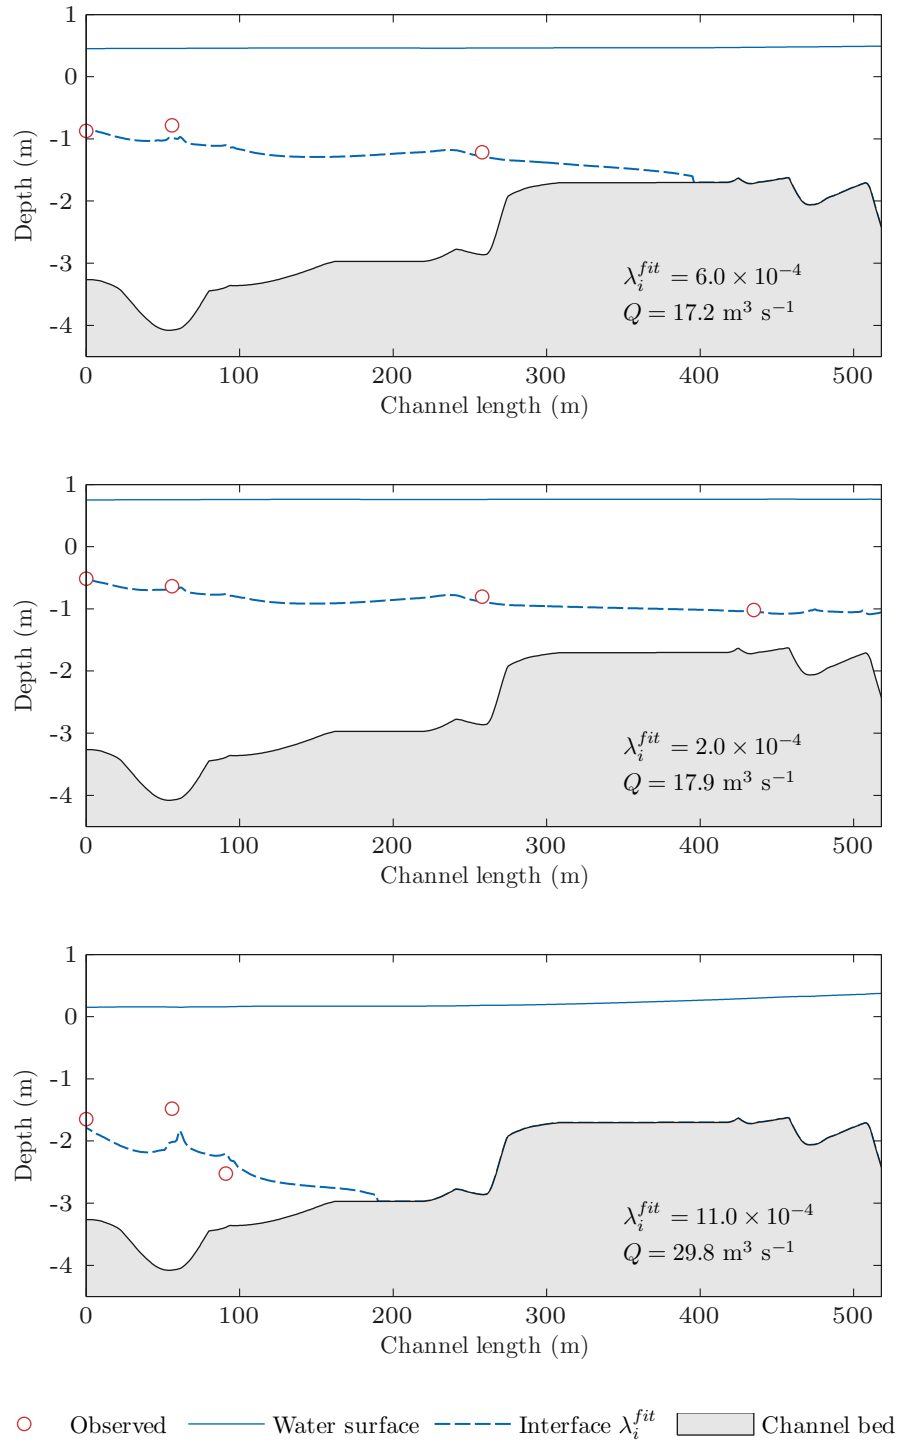 1
0
-1
-2
-3
-4
Depth (m)
λ_i^{fit} = 6.0 × 10⁻⁴
Q = 17.2 m³ s⁻¹
0 100 200 300 400 500
Channel length (m)
1
0
-1
-2
-3
-4
Depth (m)
λ_i^{fit} = 2.0 × 10⁻⁴
Q = 17.9 m³ s⁻¹
0 100 200 300 400 500
Channel length (m)
1
0
-1
-2
-3
-4
Depth (m)
λ_i^{fit} = 11.0 × 10⁻⁴
Q = 29.8 m³ s⁻¹
0 100 200 300 400 500
Channel length (m)
Observed Water surface Interface λ_i^{fit} Channel bed